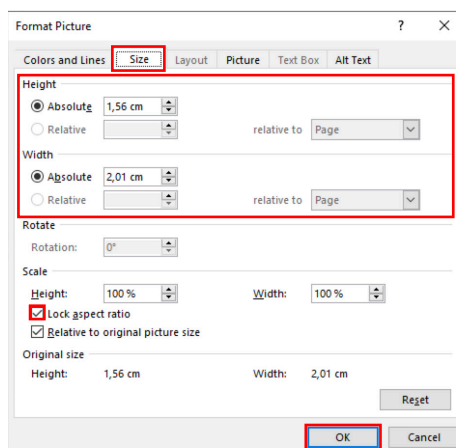 Format Picture ? ×
Colors and Lines Size Layout Picture Text Box Alt Text
Height
Absolute 1,56 cm
Relative relative to Page
Width
Absolute 2,01 cm
Relative relative to Page
Rotate
Rotation: 0°
Scale
Height: 100 % Width: 100 %
Lock aspect ratio
Relative to original picture size
Original size
Height: 1,56 cm Width: 2,01 cm
Reset
OK Cancel